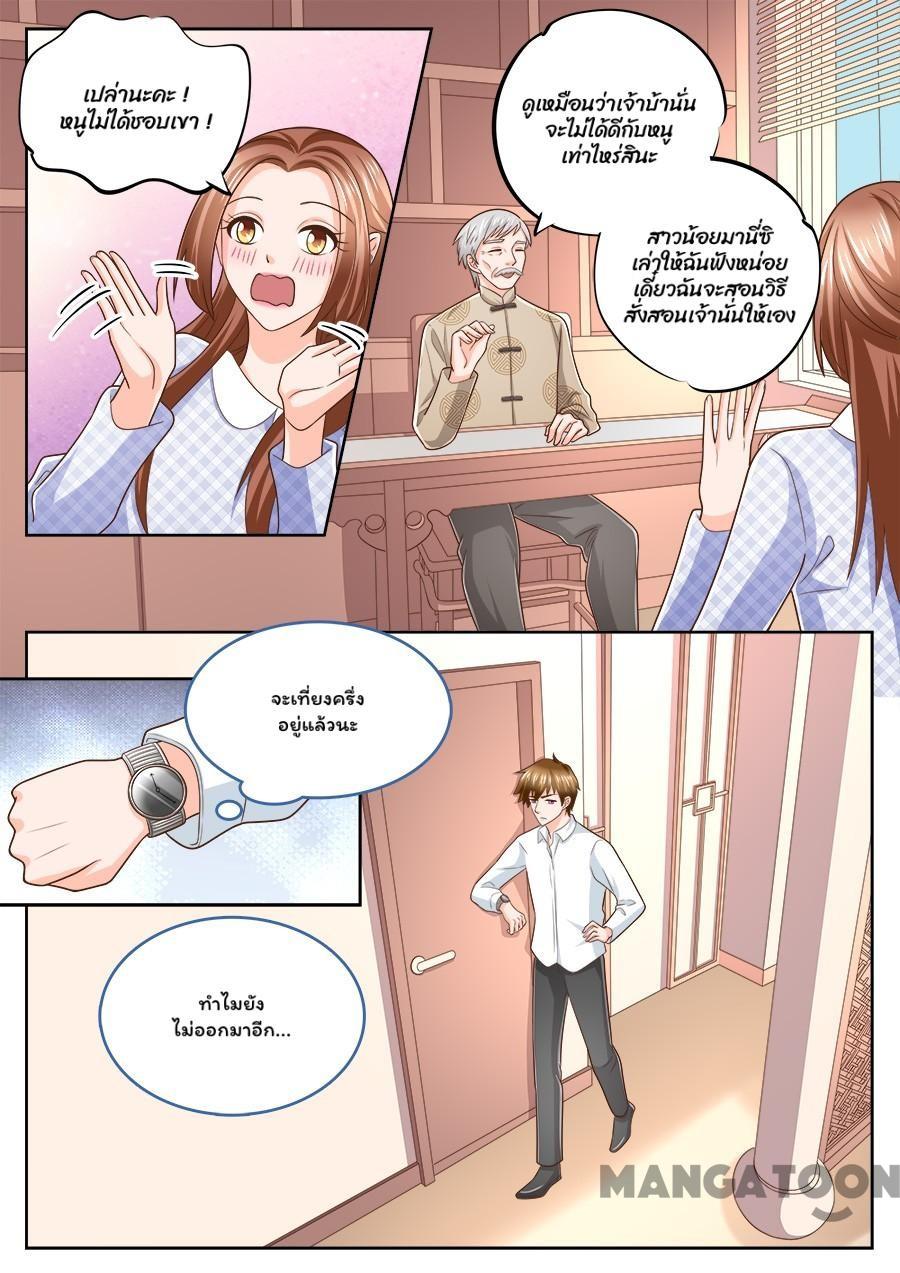 เปล่านะคะ !
หนูไม่ได้ชอบเขา !
ดูเหมือนว่าเจ้าบ้านั่น
จะไม่ได้ดีกับหนู
เท่าไหร่สินะ
สาวน้อยมานี่ซิ
เล่าให้ฉันฟังหน่อย
เดี๋ยวฉันจะสอนวิธี
สั่งสอนเจ้านั่นให้เอง
จะเที่ยงครึ่ง
อยู่แล้วนะ
ทำไมยัง
ไม่ออกมาอีก...
MANGATOON